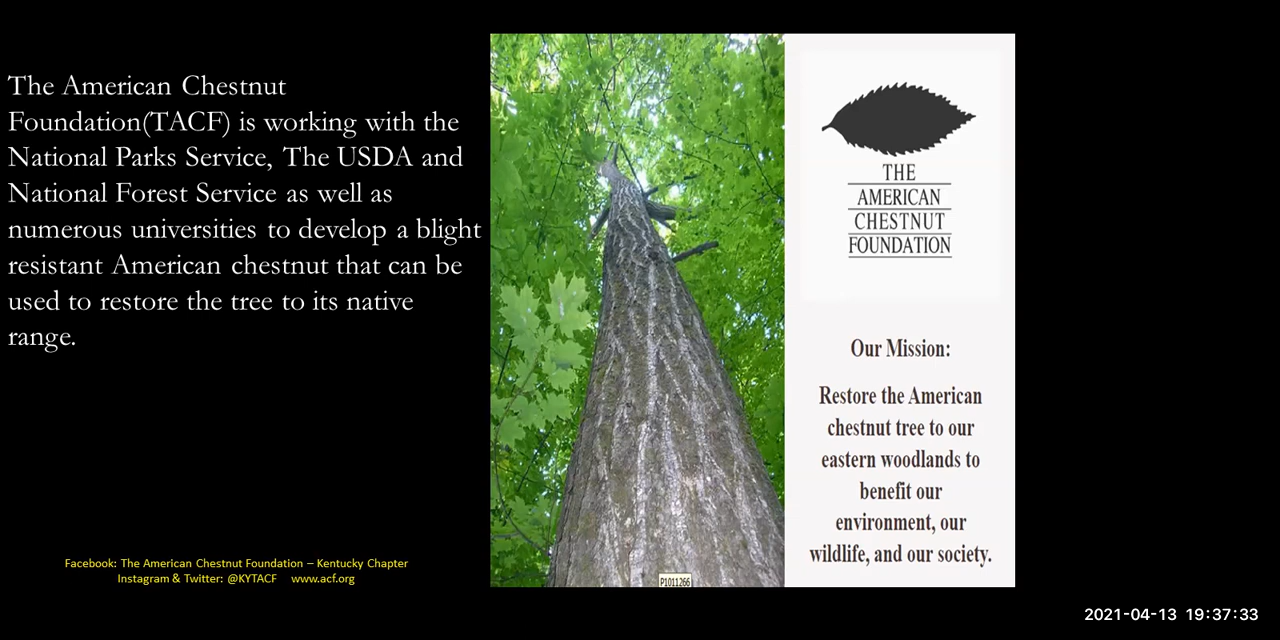 The American Chestnut
Foundation(TACF) is working with the
National Parks Service, The USDA and
National Forest Service as well as
numerous universities to develop a blight
resistant American chestnut that can be
used to restore the tree to its native
range.
Facebook: The American Chestnut Foundation – Kentucky Chapter
Instagram & Twitter: @KYTACF www.acf.org
P1011266
THE
AMERICAN
CHESTNUT
FOUNDATION
Our Mission:
Restore the American
chestnut tree to our
eastern woodlands to
benefit our
environment, our
wildlife, and our society.
2021-04-13 19:37:33